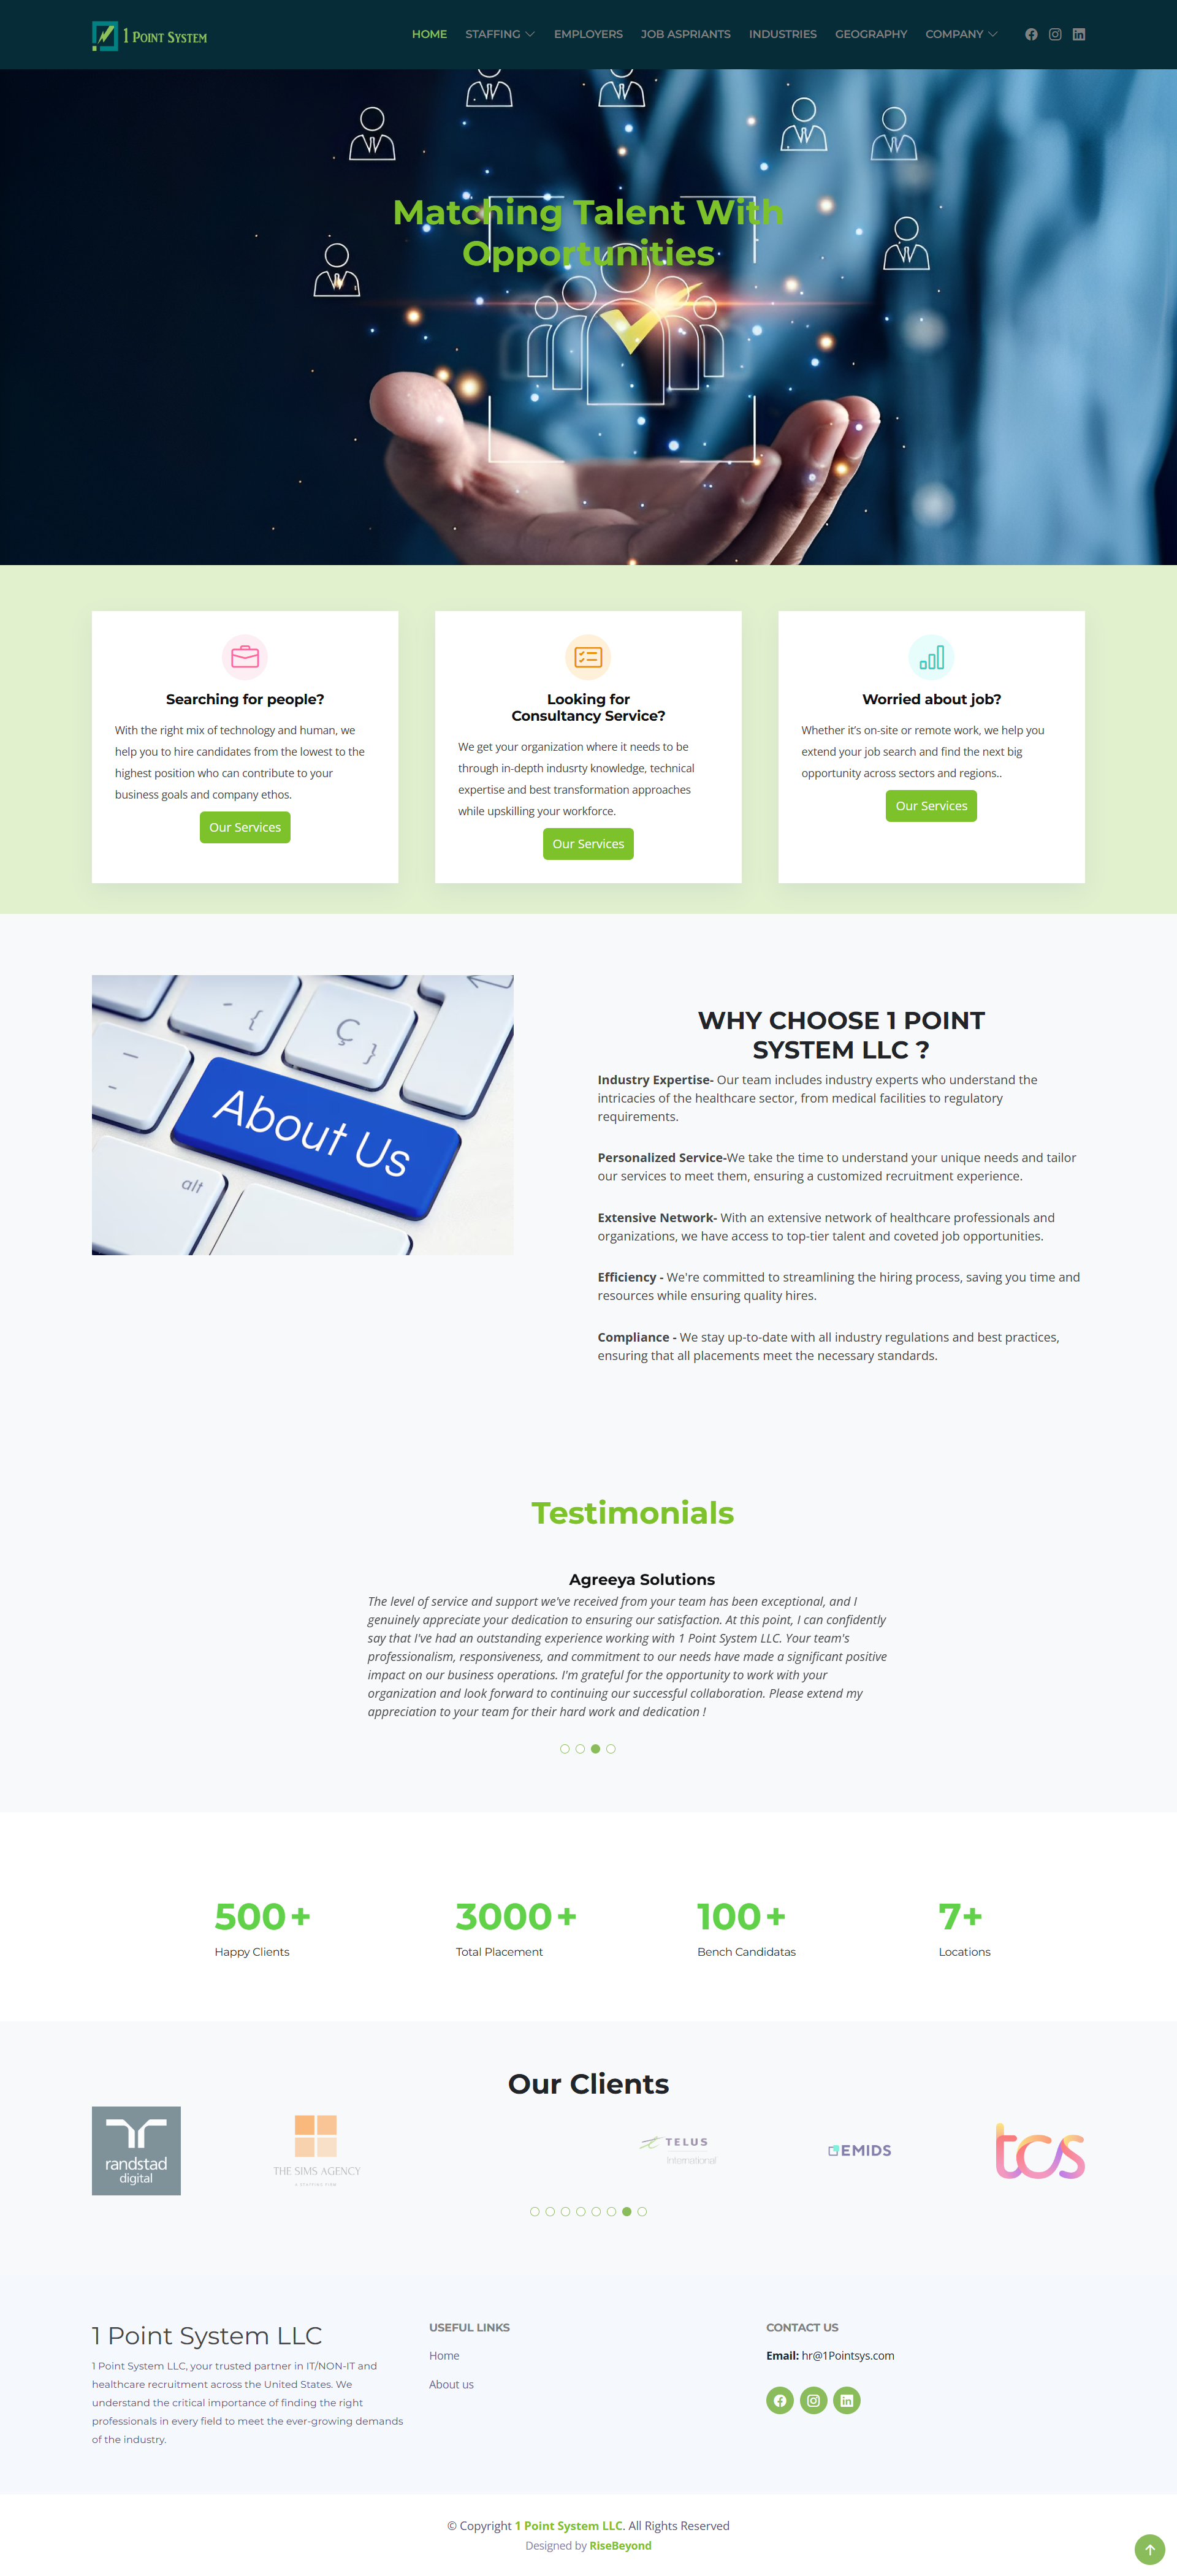 1 Point System
HOME
STAFFING
EMPLOYERS
JOB ASPRIANTS
INDUSTRIES
GEOGRAPHY
COMPANY
Matching Talent With
Opportunities
Searching for people?
With the right mix of technology and human, we
help you to hire candidates from the lowest to the
highest position who can contribute to your
business goals and company ethos.
Our Services
Looking for
Consultancy Service?
We get your organization where it needs to be
through in-depth indusrty knowledge, technical
expertise and best transformation approaches
while upskilling your workforce.
Our Services
Worried about job?
Whether it's on-site or remote work, we help you
extend your job search and find the next big
opportunity across sectors and regions..
Our Services
- {
Ç }
About Us
alt
WHY CHOOSE 1 POINT
SYSTEM LLC ?
Industry Expertise- Our team includes industry experts who understand the
intricacies of the healthcare sector, from medical facilities to regulatory
requirements.
Personalized Service-We take the time to understand your unique needs and tailor
our services to meet them, ensuring a customized recruitment experience.
Extensive Network- With an extensive network of healthcare professionals and
organizations, we have access to top-tier talent and coveted job opportunities.
Efficiency - We're committed to streamlining the hiring process, saving you time and
resources while ensuring quality hires.
Compliance - We stay up-to-date with all industry regulations and best practices,
ensuring that all placements meet the necessary standards.
Testimonials
Agreeya Solutions
The level of service and support we've received from your team has been exceptional, and I
genuinely appreciate your dedication to ensuring our satisfaction. At this point, I can confidently
say that I've had an outstanding experience working with 1 Point System LLC. Your team's
professionalism, responsiveness, and commitment to our needs have made a significant positive
impact on our business operations. I'm grateful for the opportunity to work with your
organization and look forward to continuing our successful collaboration. Please extend my
appreciation to your team for their hard work and dedication !
500+
Happy Clients
3000+
Total Placement
100+
Bench Candidatas
7+
Locations
Our Clients
randstad
digital
THE SIMS AGENCY
TELUS
International
EMIDS
tcs
1 Point System LLC
1 Point System LLC, your trusted partner in IT/NON-IT and
healthcare recruitment across the United States. We
understand the critical importance of finding the right
professionals in every field to meet the ever-growing demands
of the industry.
USEFUL LINKS
Home
About us
CONTACT US
Email: hr@1Pointsys.com
© Copyright 1 Point System LLC. All Rights Reserved
Designed by RiseBeyond